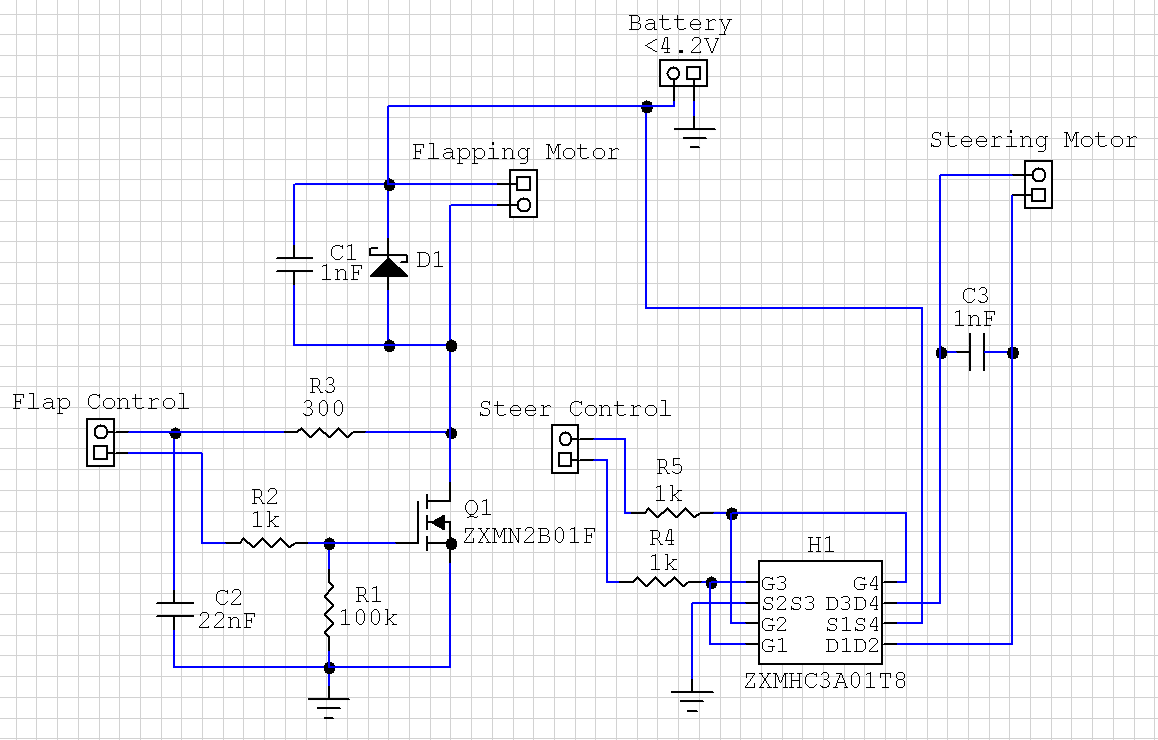 Battery
<4.2V
Flapping Motor
Steering Motor
C1
1nF
D1
C3
1nF
R3
300
Flap Control
Steer Control
R5
1k
R2
1k
Q1
ZXMN2B01F
R4
1k
H1
C2
22nF
R1
100k
G3 G4
S2S3 D3D4
G2 S1S4
G1 D1D2
ZXMHC3A01T8